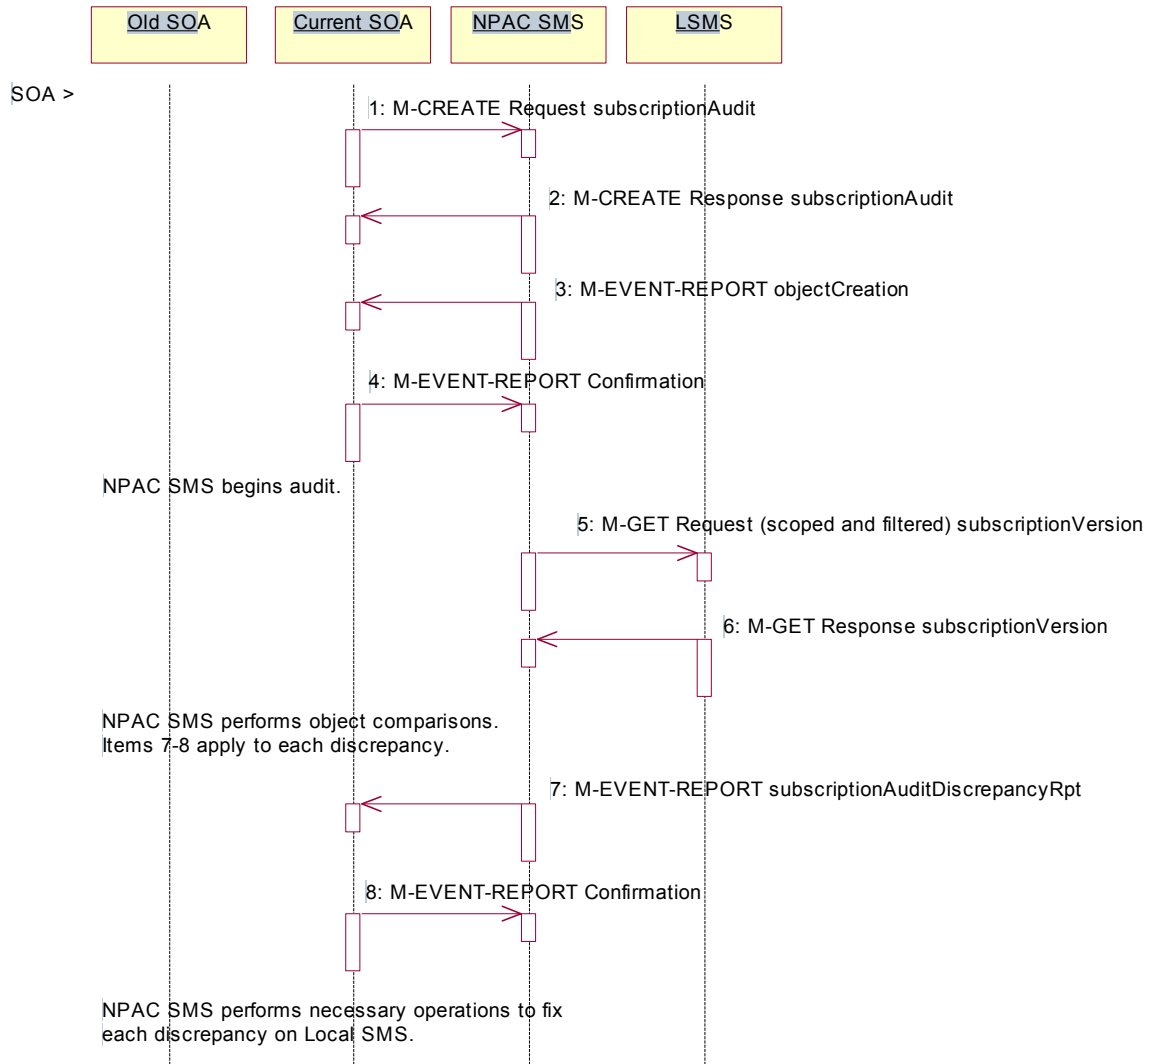 Old SOA
Current SOA
NPAC SMS
LSMS
SOA >
1: M-CREATE Request subscriptionAudit
2: M-CREATE Response subscriptionAudit
3: M-EVENT-REPORT objectCreation
4: M-EVENT-REPORT Confirmation
NPAC SMS begins audit.
5: M-GET Request (scoped and filtered) subscriptionVersion
6: M-GET Response subscriptionVersion
NPAC SMS performs object comparisons.
Items 7-8 apply to each discrepancy.
7: M-EVENT-REPORT subscriptionAuditDiscrepancyRpt
8: M-EVENT-REPORT Confirmation
NPAC SMS performs necessary operations to fix
each discrepancy on Local SMS.